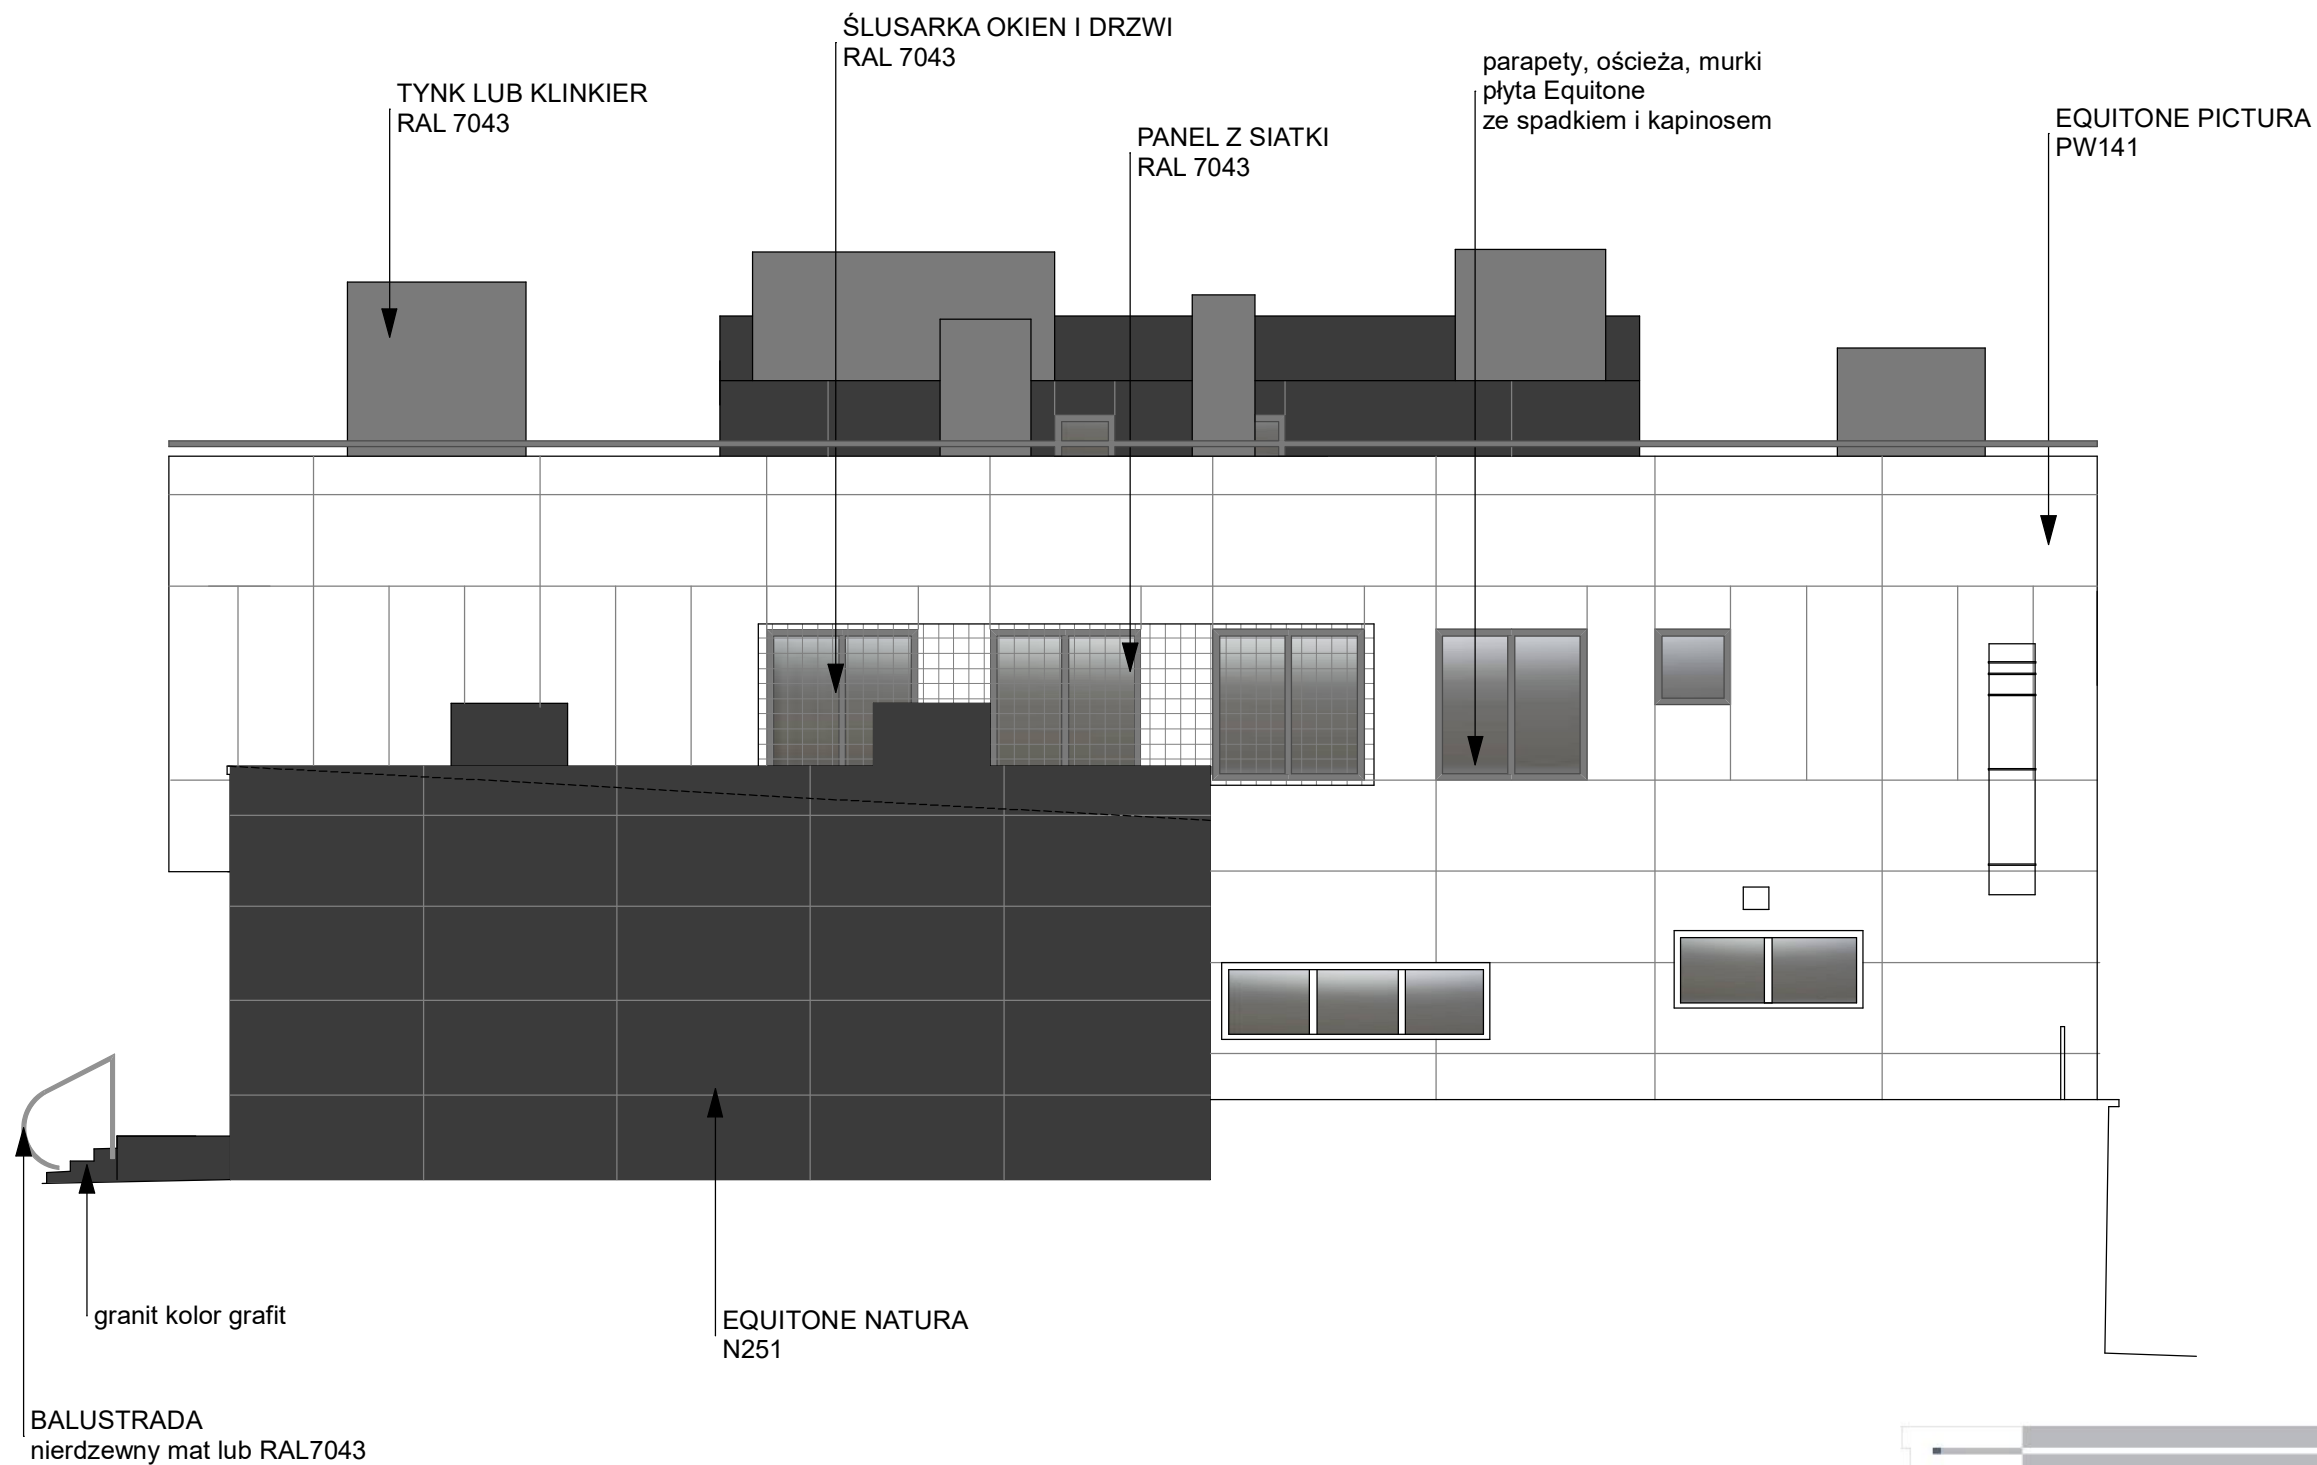 ŚLUSARKA OKIEN I DRZWI
RAL 7043
TYNK LUB KLINKIER
RAL 7043
parapety, ościeża, murki
płyta Equitone
ze spadkiem i kapinosem
PANEL Z SIATKI
RAL 7043
EQUITONE PICTURA
PW141
granit kolor grafit
EQUITONE NATURA
N251
BALUSTRADA
nierdzewny mat lub RAL7043